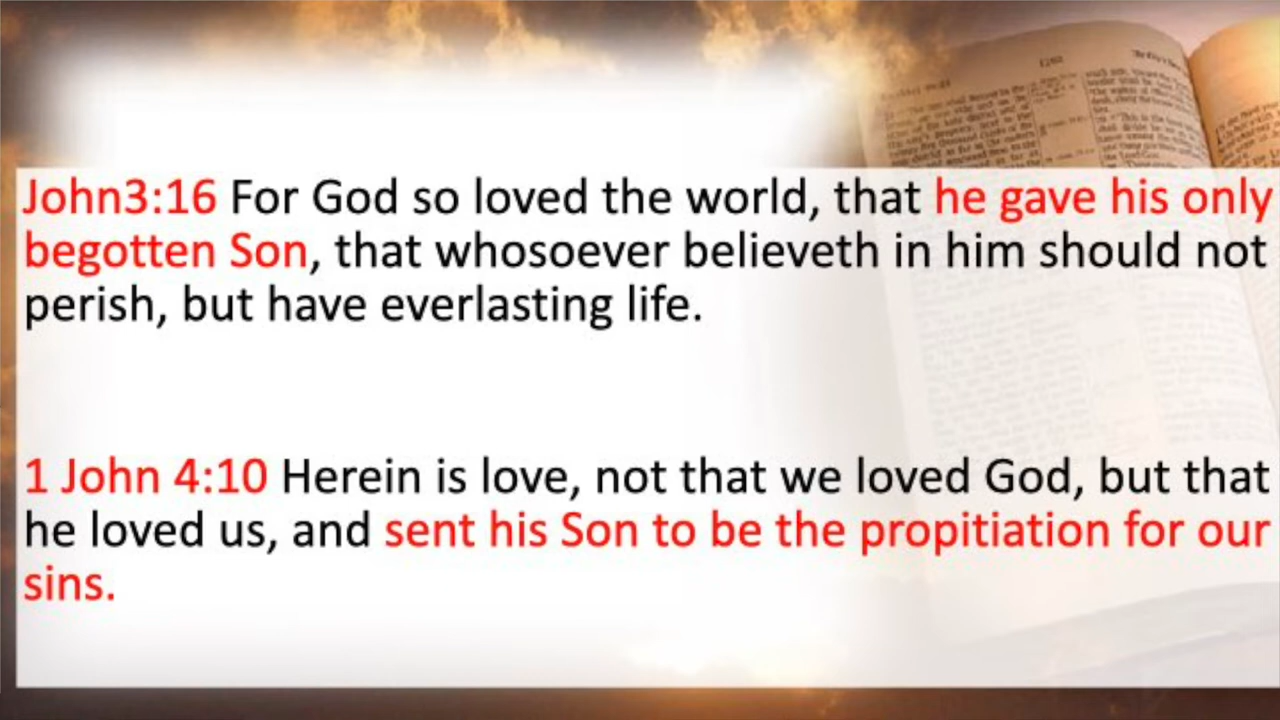 John3:16 For God so loved the world, that he gave his only
begotten Son, that whosoever believeth in him should not
perish, but have everlasting life.
1 John 4:10 Herein is love, not that we loved God, but that
he loved us, and sent his Son to be the propitiation for our
sins.